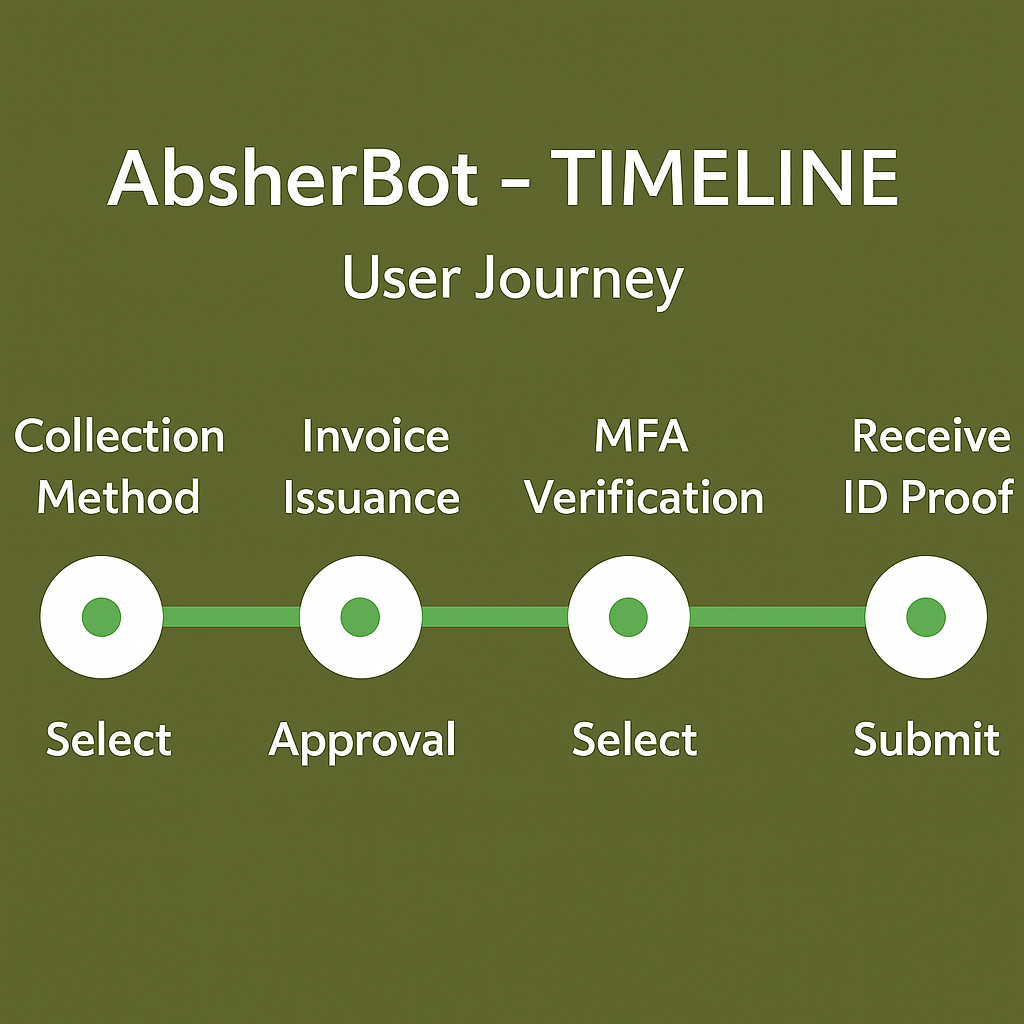 AbsherBot – TIMELINE
User Journey
Collection Method
Invoice Issuance
MFA Verification
Receive ID Proof
Select
Approval
Select
Submit